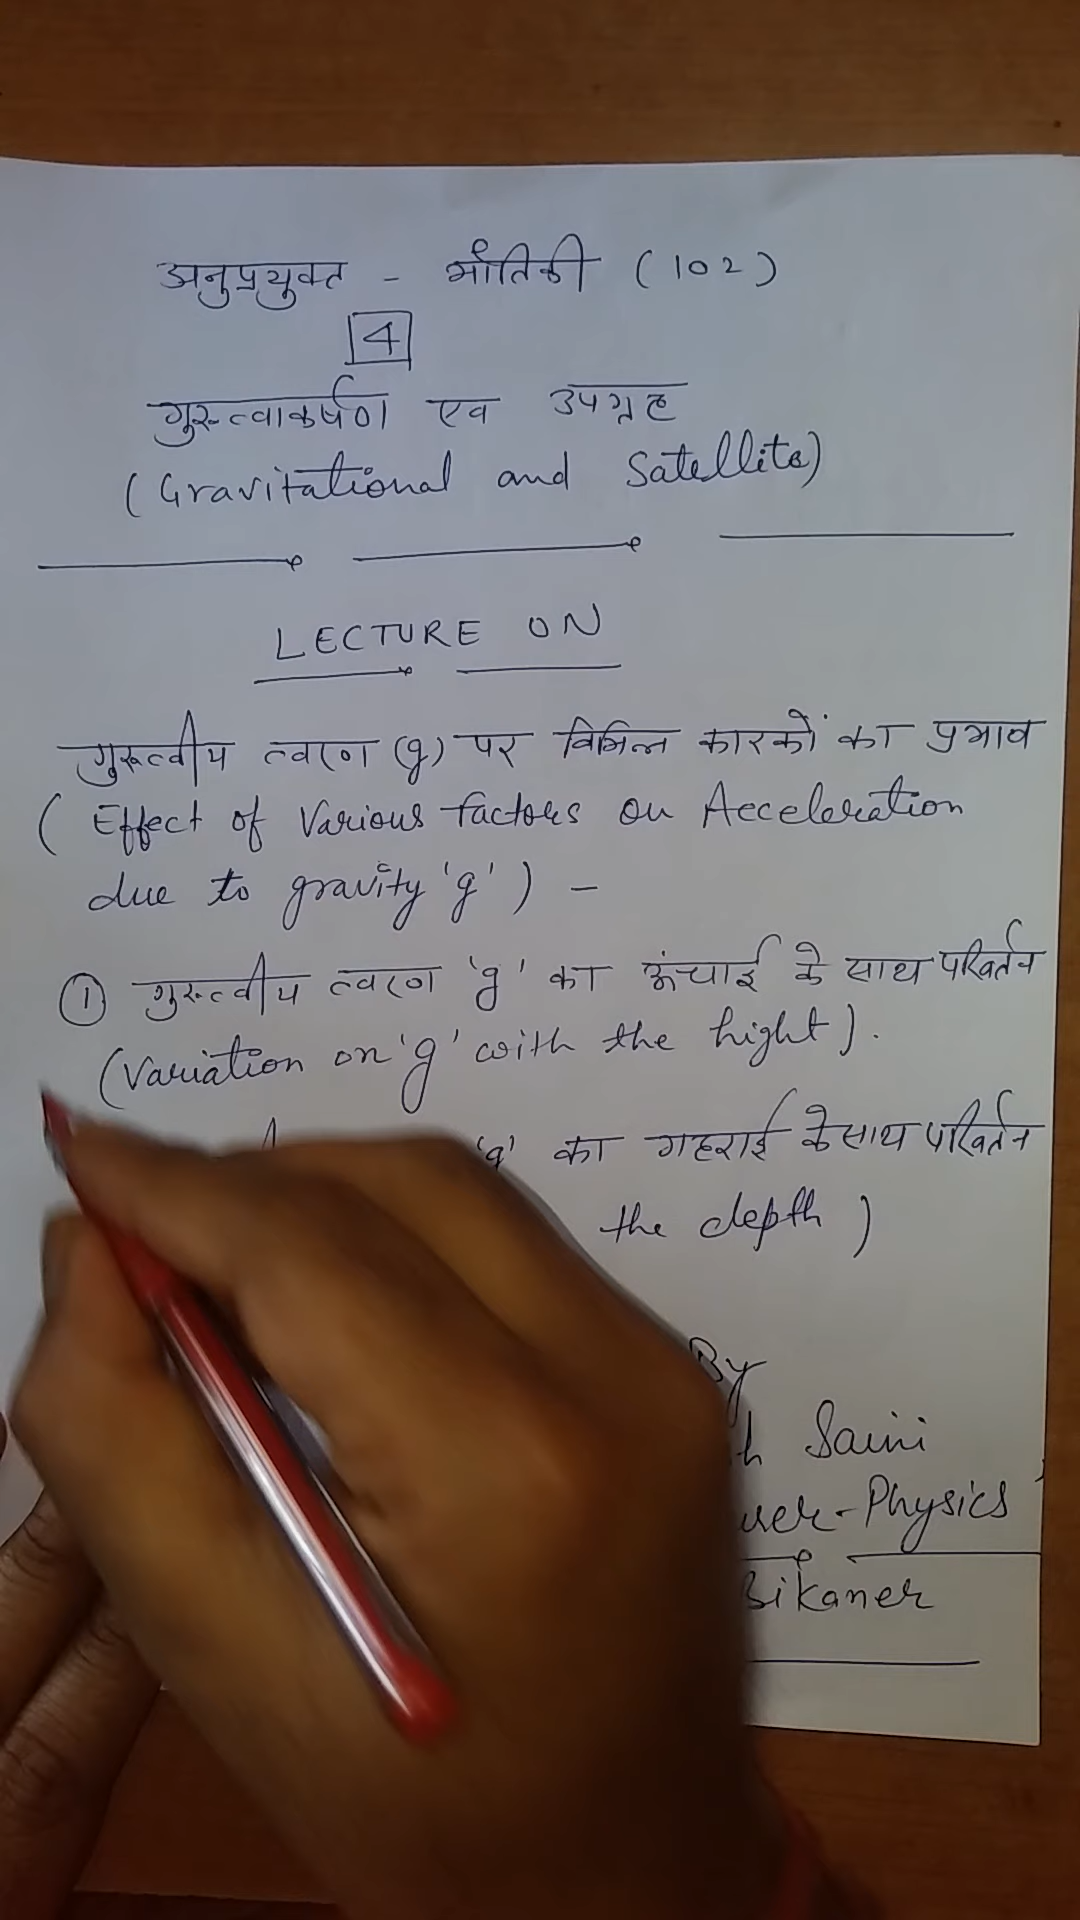 अनुप्रयुक्त - भौतिकी (102)
4
गुरुत्वाकर्षण एव उपग्रह
(Gravitational and Satellite)
LECTURE ON
गुरुत्वीय त्वरण (g) पर विभिन्न कारकों का प्रभाव
( Effect of Various factors on Acceleration
due to gravity 'g' ) -
① गुरुत्वीय त्वरण 'g' का ऊंचाई के साथ परिवर्तन
(Variation on 'g' with the hight).
'g' का गहराई के साथ परिवर्तन
the depth )
By
Saini
Physics
Bikaner